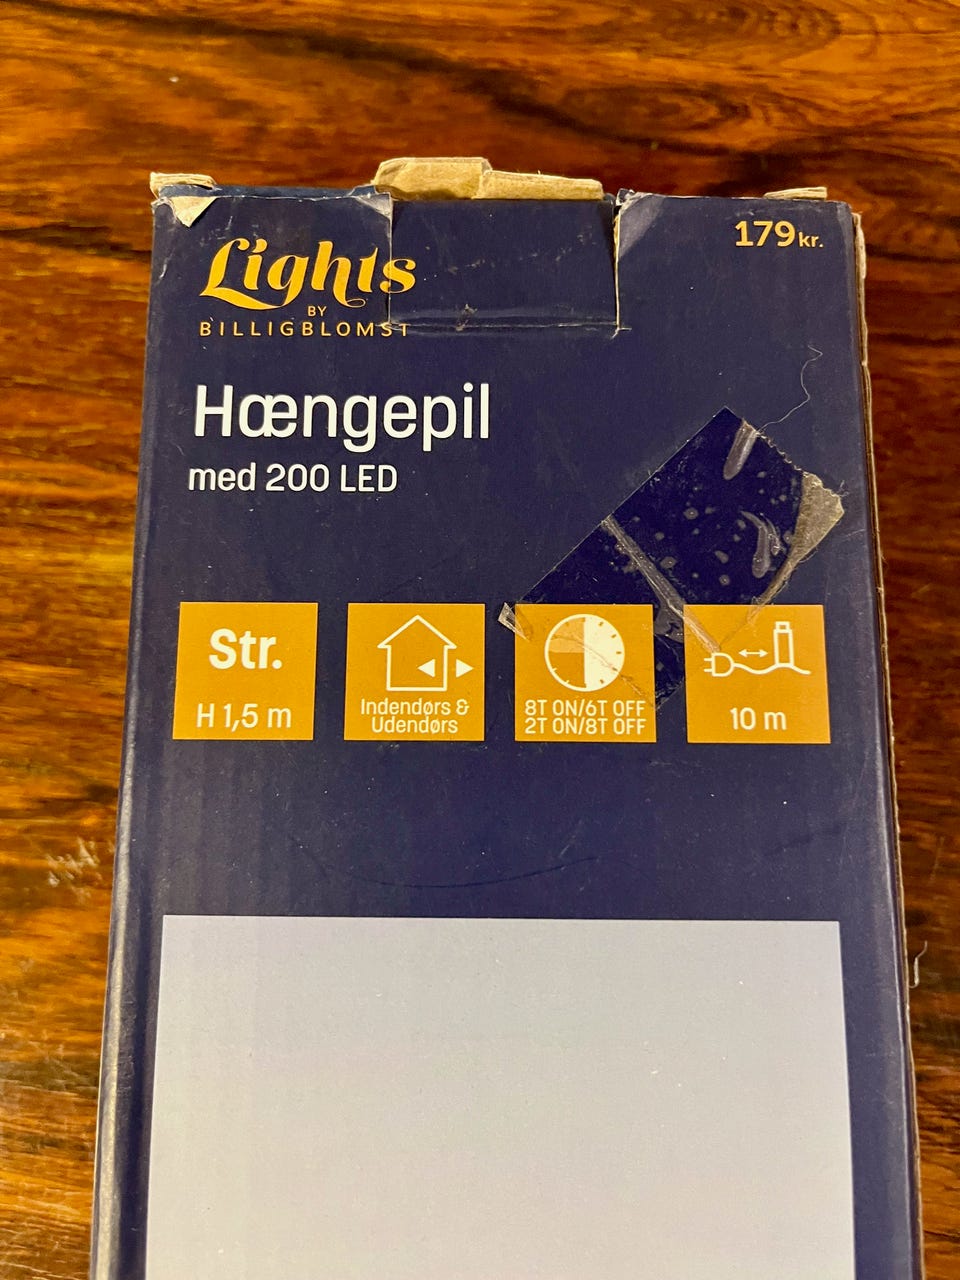 Lights
BY
BILLIGBLOMST
179 kr.
Hængepil
med 200 LED
Str.
H 1,5 m
Indendørs &
Udendørs
8T ON/6T OFF
2T ON/8T OFF
10 m